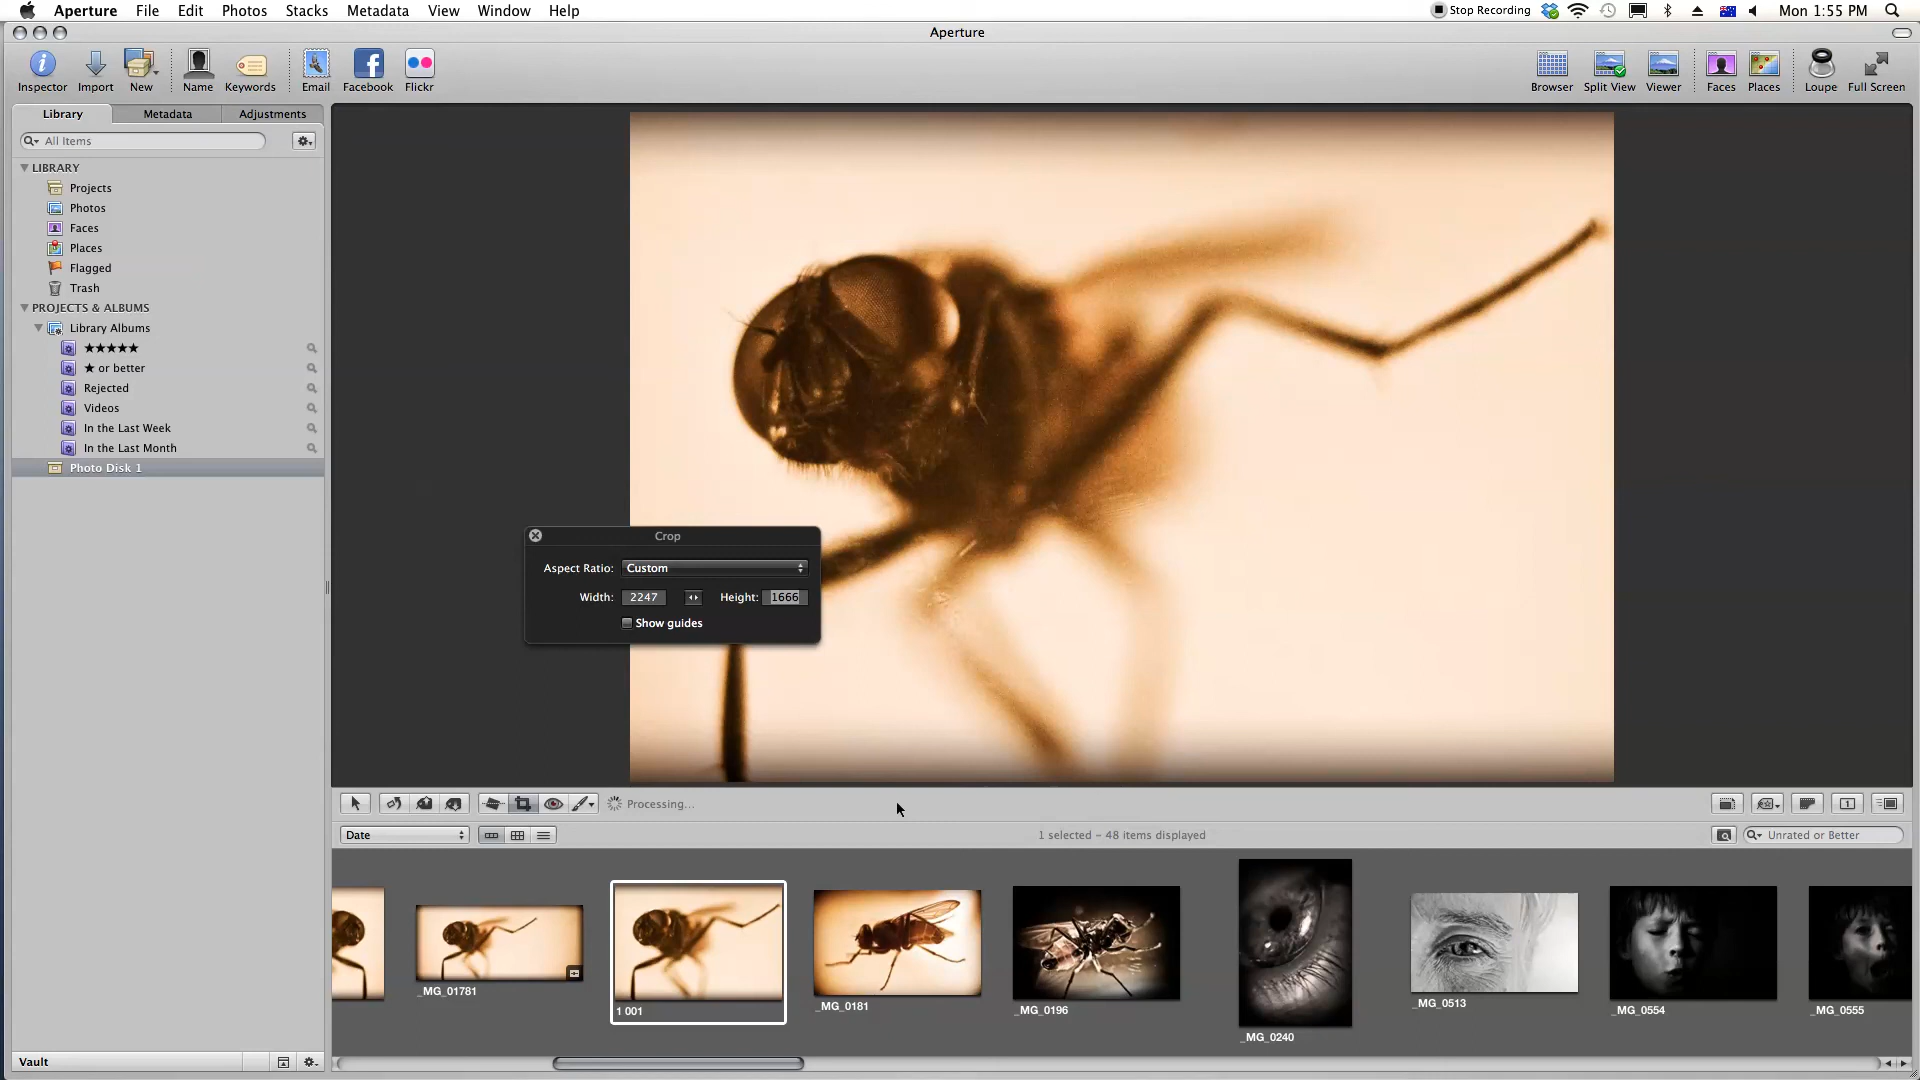 Aperture File Edit Photos Stacks Metadata View Window Help Stop Recording Mon 1:55 PM
Aperture
Inspector Import New Name Keywords Email Facebook Flickr Browser Split View Viewer Faces Places Loupe Full Screen
Library Metadata Adjustments
All Items
LIBRARY
Projects
Photos
Faces
Places
Flagged
Trash
PROJECTS & ALBUMS
Library Albums
★★★★★
★ or better
Rejected
Videos
In the Last Week
In the Last Month
Photo Disk 1
Crop
Aspect Ratio: Custom
Width: 2247 Height: 1666
Show guides
Processing... 1
Date 1 selected – 48 items displayed Unrated or Better
_MG_01781
1 001
_MG_0181
_MG_0196
_MG_0240
_MG_0513
_MG_0554
_MG_0555
Vault